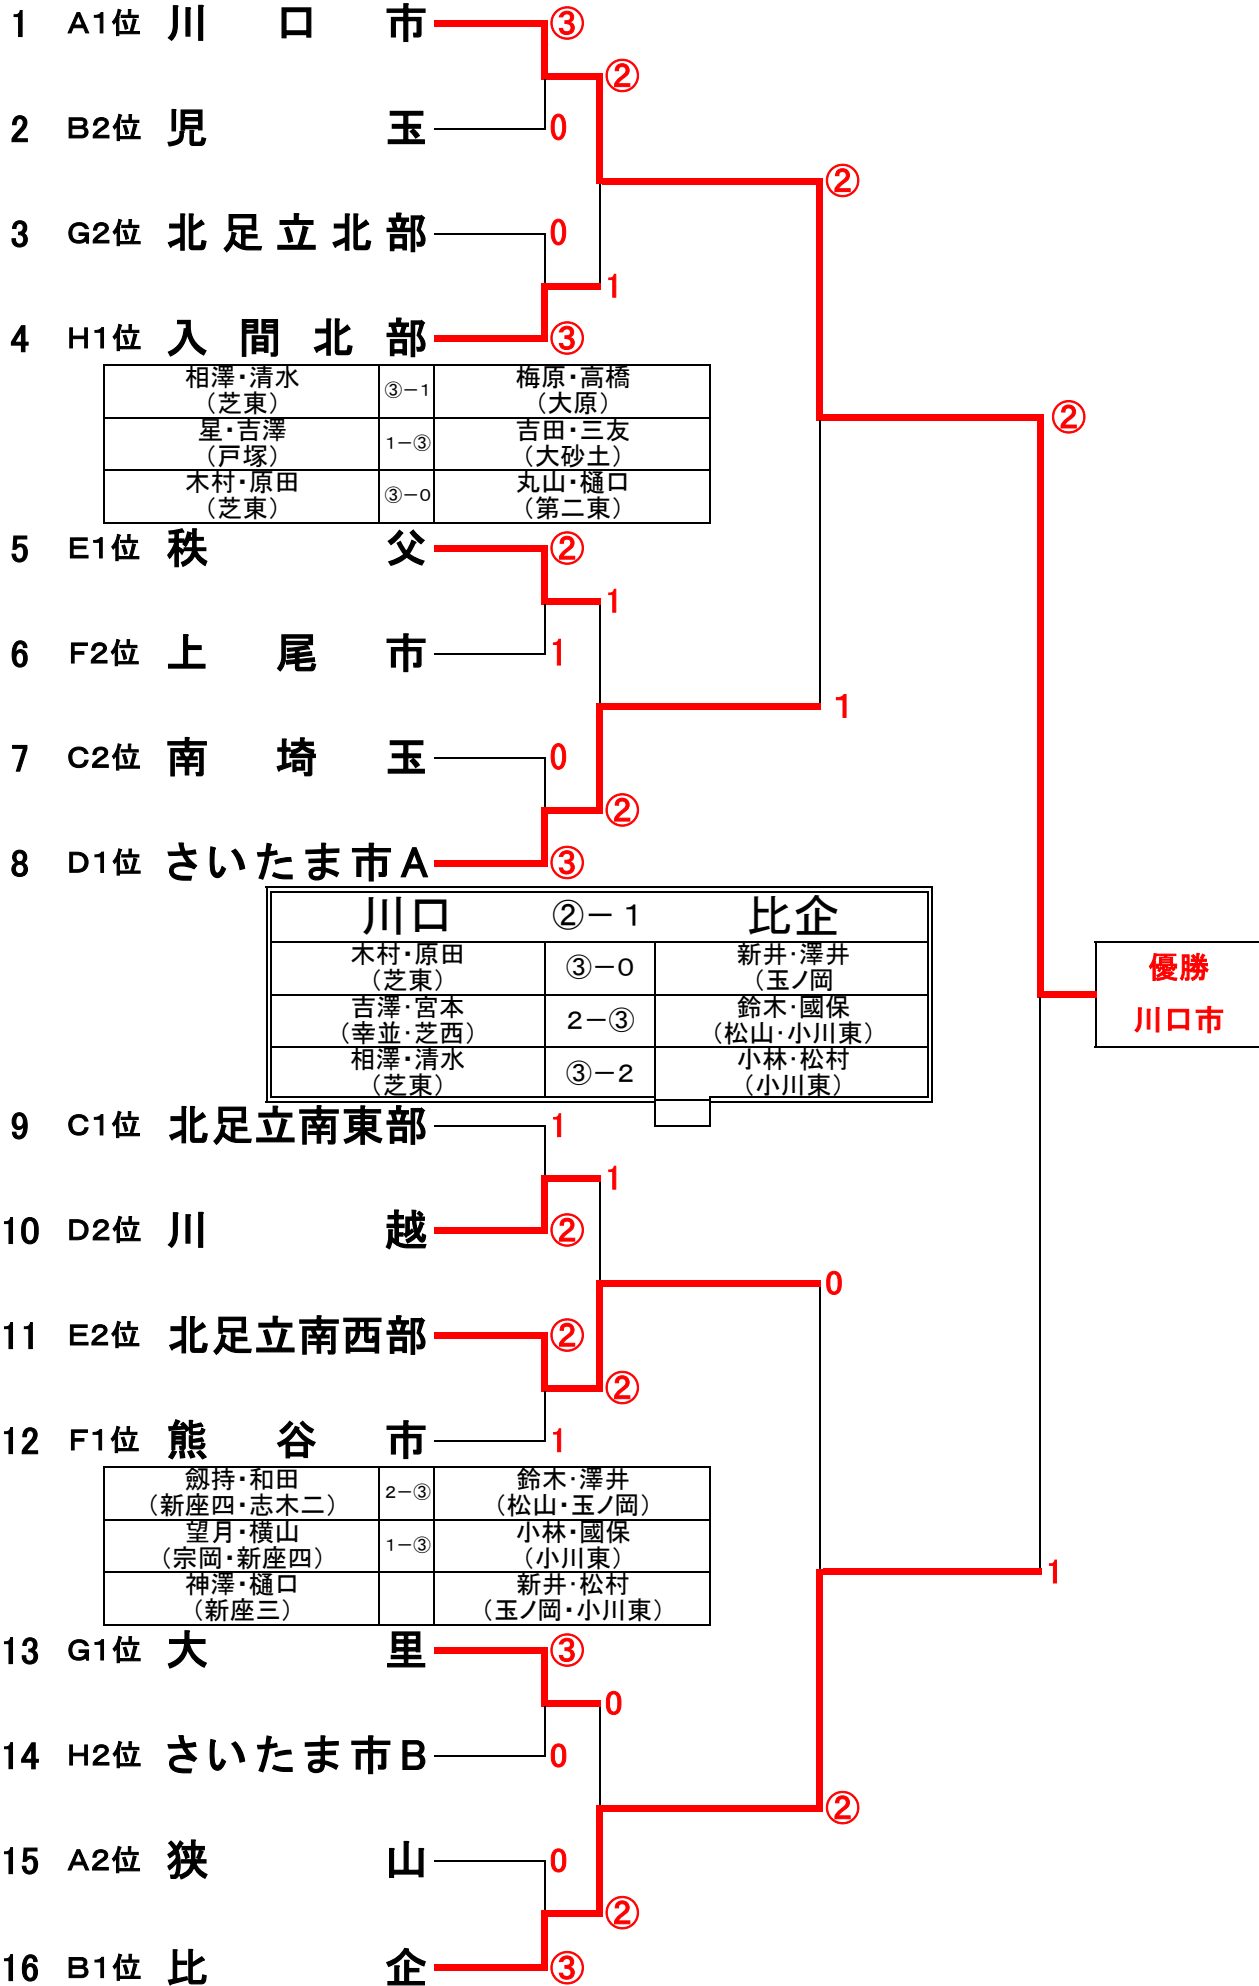 1 A1位 川口市 ③
②
2 B2位 児玉 0
②
3 G2位 北足立北部 0
1
4 H1位 入間北部 ③
相澤・清水 ③－1 梅原・高橋
（芝東） （大原）
②
星・吉澤 1－③ 吉田・三友
（戸塚） （大砂土）
木村・原田 ③－0 丸山・樋口
（芝東） （第二東）
5 E1位 秩父 ②
1
6 F2位 上尾市 1
1
7 C2位 南埼玉 0
②
8 D1位 さいたま市A ③
川口 ②－1 比企
木村・原田 ③－0 新井・澤井
（芝東） （玉ノ岡
優勝
吉澤・宮本 2－③ 鈴木・國保
（幸並・芝西） （松山・小川東）
川口市
相澤・清水 ③－2 小林・松村
（芝東） （小川東）
9 C1位 北足立南東部 1
1
10 D2位 川越 ②
0
11 E2位 北足立南西部 ②
②
12 F1位 熊谷市 1
劔持・和田 2－③ 鈴木・澤井
（新座四・志木二） （松山・玉ノ岡）
望月・横山 1－③ 小林・國保
（宗岡・新座四） （小川東）
1
神澤・樋口 新井・松村
（新座三） （玉ノ岡・小川東）
13 G1位 大里 ③
0
14 H2位 さいたま市B 0
②
15 A2位 狭山 0
②
16 B1位 比企 ③